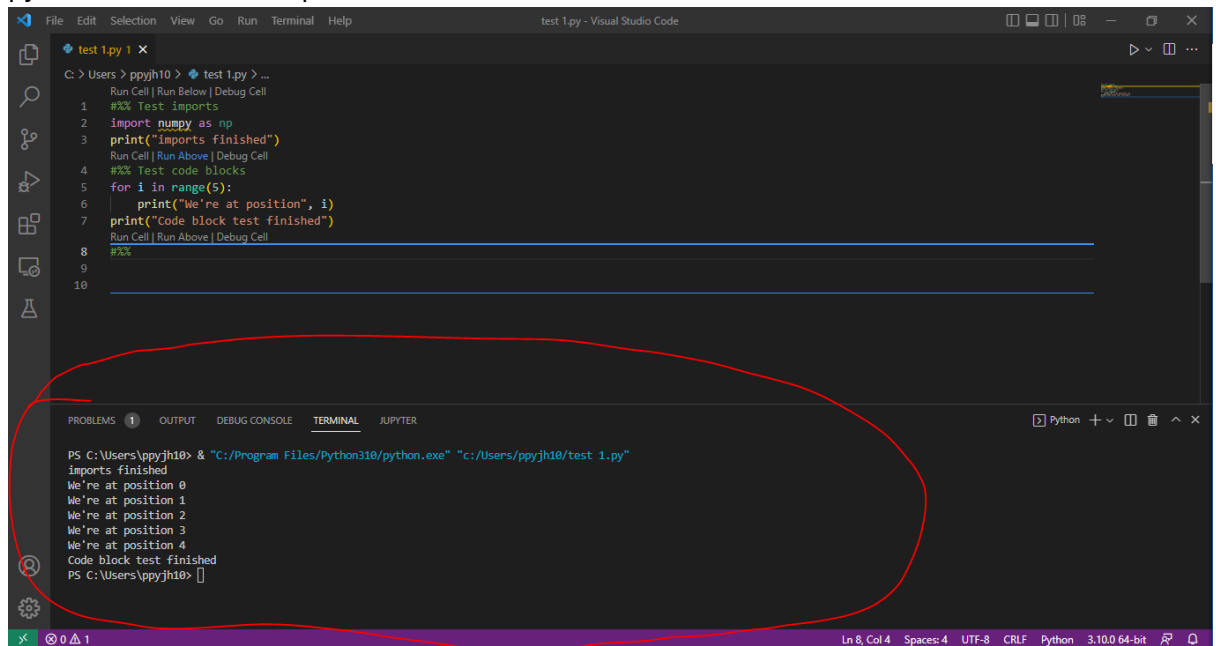 File Edit Selection View Go Run Terminal Help test 1.py - Visual Studio Code
test 1.py 1
C: > Users > ppyjh10 > test 1.py > ...
Run Cell | Run Below | Debug Cell
1 #%% Test imports
2 import numpy as np
3 print("imports finished")
Run Cell | Run Above | Debug Cell
4 #%% Test code blocks
5 for i in range(5):
6 print("We're at position", i)
7 print("Code block test finished")
Run Cell | Run Above | Debug Cell
8 #%%
9
10
PROBLEMS 1 OUTPUT DEBUG CONSOLE TERMINAL JUPYTER Python
PS C:\Users\ppyjh10> & "C:/Program Files/Python310/python.exe" "c:/Users/ppyjh10/test 1.py"
imports finished
We're at position 0
We're at position 1
We're at position 2
We're at position 3
We're at position 4
Code block test finished
PS C:\Users\ppyjh10>
0 1 Ln 8, Col 4 Spaces: 4 UTF-8 CRLF Python 3.10.0 64-bit